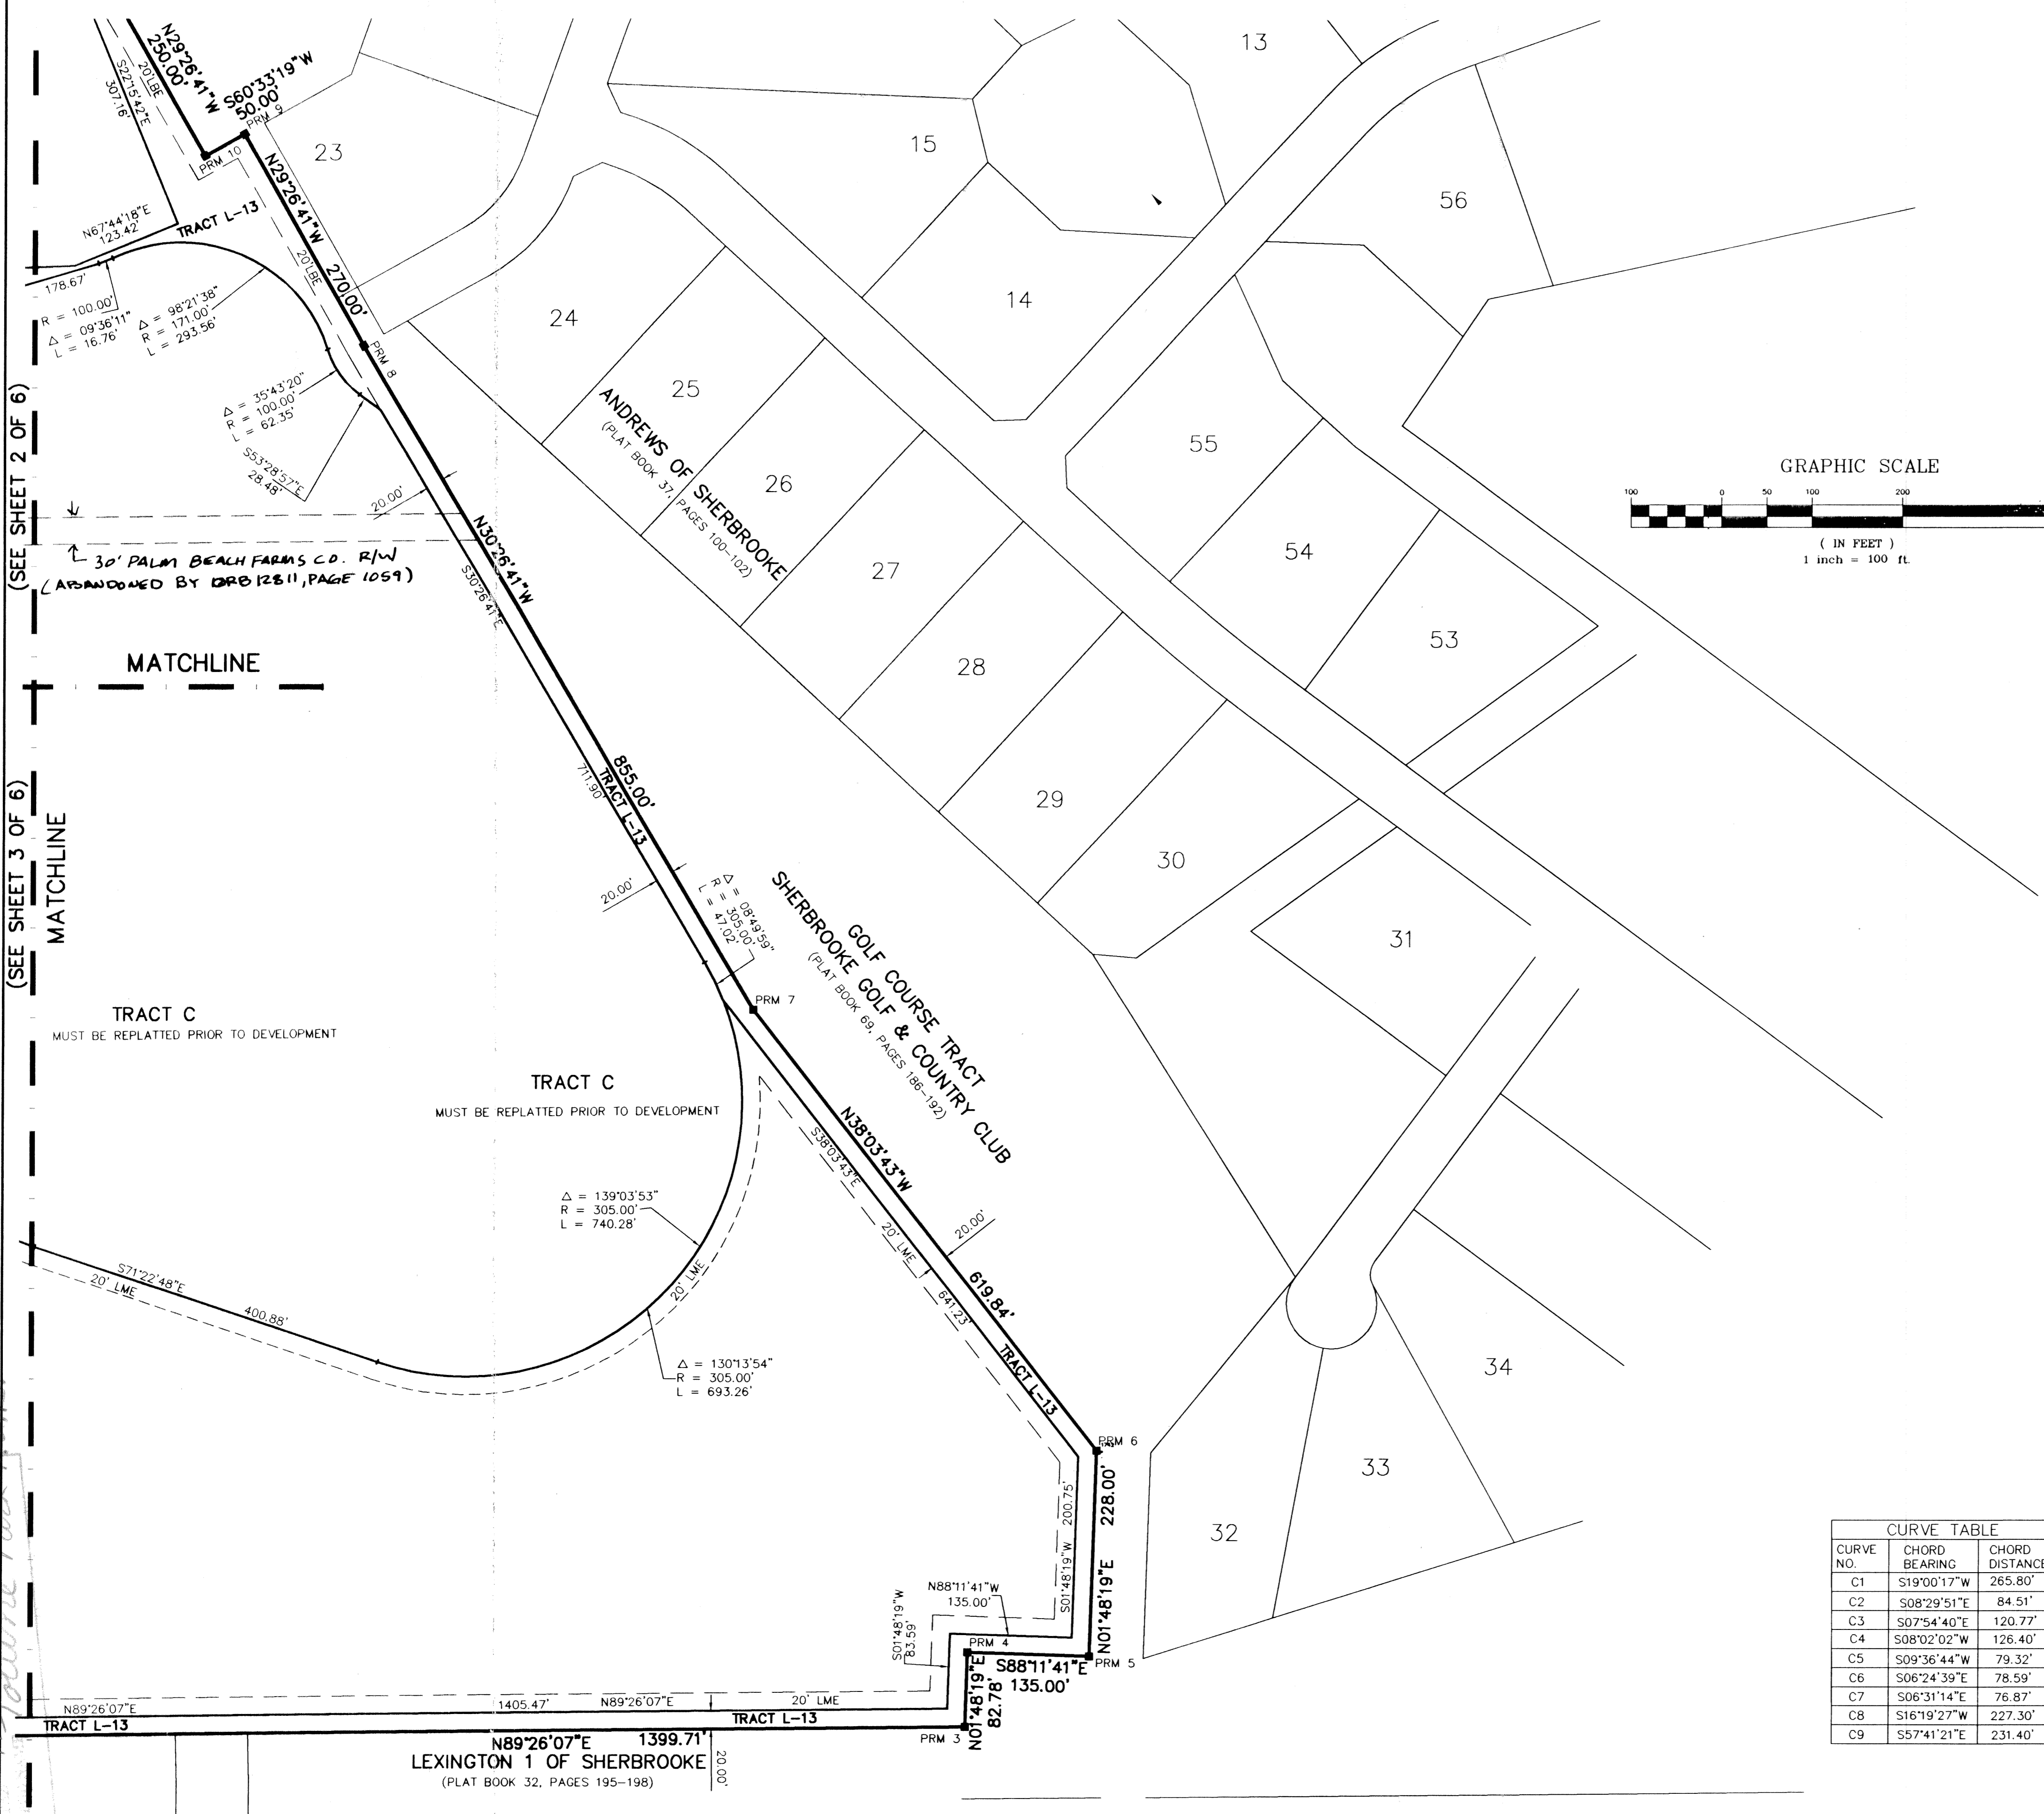 N29°26'41"W
250.00'
20'LBE
S22°15'42"E
307.16'
S60°33'19"W
50.00'
PRM 9
PRM 10
N29°26'41"W
270.00'
20'LBE
TRACT L-13
N67°44'18"E
123.42'
178.67'
R = 100.00'
Δ = 09°36'11"
L = 16.76'
Δ = 98°21'38"
R = 171.00'
L = 293.56'
PRM 8
Δ = 35°43'20"
R = 100.00'
L = 62.35'
S53°28'57"E
28.48'
20.00'
(SEE SHEET 2 OF 6)
30' PALM BEACH FARMS CO. R/W
(ABANDONED BY ORB 12811, PAGE 1059)
N30°26'41"W
S30°26'41"E
MATCHLINE
855.00'
711.90'
TRACT L-13
20.00'
(SEE SHEET 3 OF 6)
MATCHLINE
Δ = 08°49'59"
R = 305.00'
L = 47.02'
PRM 7
TRACT C
MUST BE REPLATTED PRIOR TO DEVELOPMENT
TRACT C
MUST BE REPLATTED PRIOR TO DEVELOPMENT
13
15
23
56
14
24
25
26
27
28
29
30
55
54
53
31
34
33
32
ANDREWS OF SHERBROOKE
(PLAT BOOK 37, PAGES 100-102)
GRAPHIC SCALE
100 0 50 100 200
( IN FEET )
1 inch = 100 ft.
GOLF COURSE TRACT
SHERBROOKE GOLF & COUNTRY CLUB
(PLAT BOOK 69, PAGES 186-192)
N38°03'43"W
S38°03'43"E
20' LME
20.00'
619.84'
641.23'
TRACT L-13
Δ = 139°03'53"
R = 305.00'
L = 740.28'
20' LME
Δ = 130°13'54"
R = 305.00'
L = 693.26'
S71°22'48"E
20' LME
400.88'
PRM 6
228.00'
N01°48'19"E
200.75'
S01°48'19"W
N88°11'41"W
135.00'
S01°48'19"W
83.59'
PRM 4
S88°11'41"E
135.00'
PRM 5
N01°48'19"E
82.78'
PRM 3
N89°26'07"E
1405.47'
N89°26'07"E
20' LME
TRACT L-13
TRACT L-13
N89°26'07"E 1399.71'
20.00'
LEXINGTON 1 OF SHERBROOKE
(PLAT BOOK 32, PAGES 195-198)
CURVE TABLE
CURVE NO. CHORD BEARING CHORD DISTANCE
C1 S19°00'17"W 265.80'
C2 S08°29'51"E 84.51'
C3 S07°54'40"E 120.77'
C4 S08°02'02"W 126.40'
C5 S09°36'44"W 79.32'
C6 S06°24'39"E 78.59'
C7 S06°31'14"E 76.87'
C8 S16°19'27"W 227.30'
C9 S57°41'21"E 231.40'